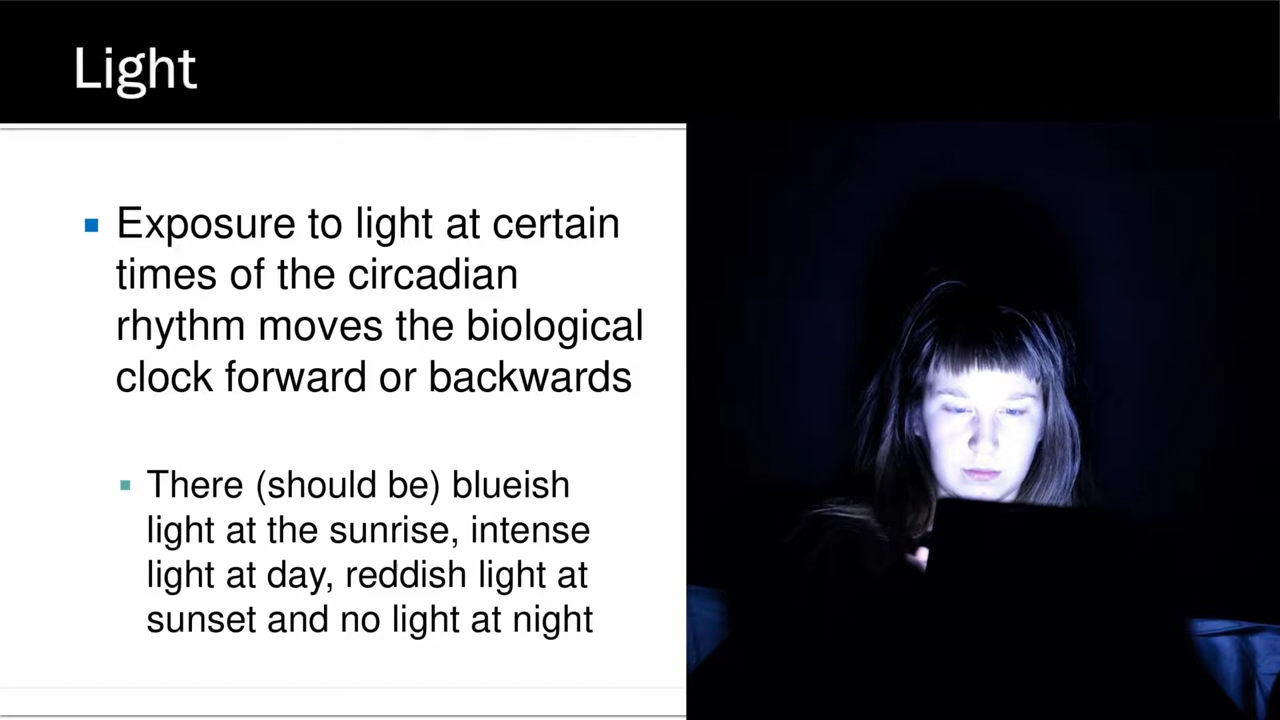 Light
Exposure to light at certain
times of the circadian
rhythm moves the biological
clock forward or backwards
There (should be) blueish
light at the sunrise, intense
light at day, reddish light at
sunset and no light at night